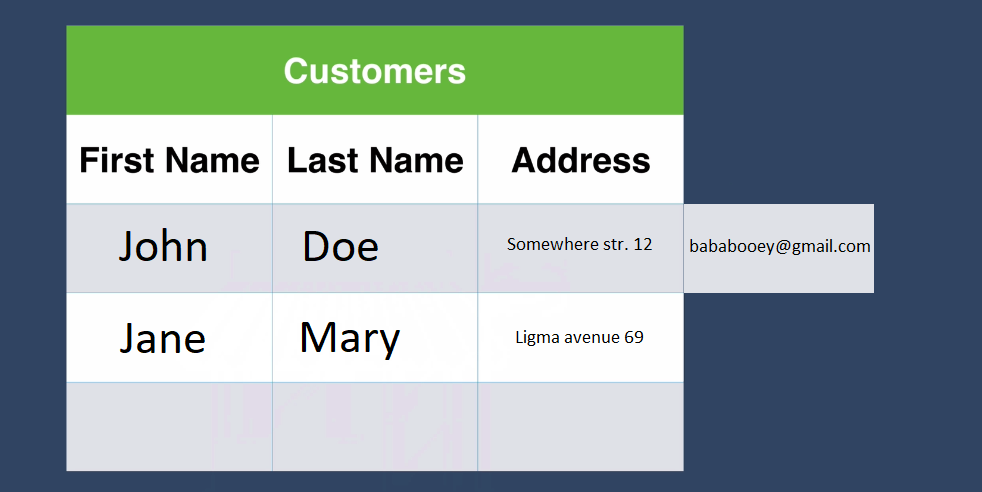 Customers
First Name Last Name Address
John Doe Somewhere str. 12 bababooey@gmail.com
Jane Mary Ligma avenue 69